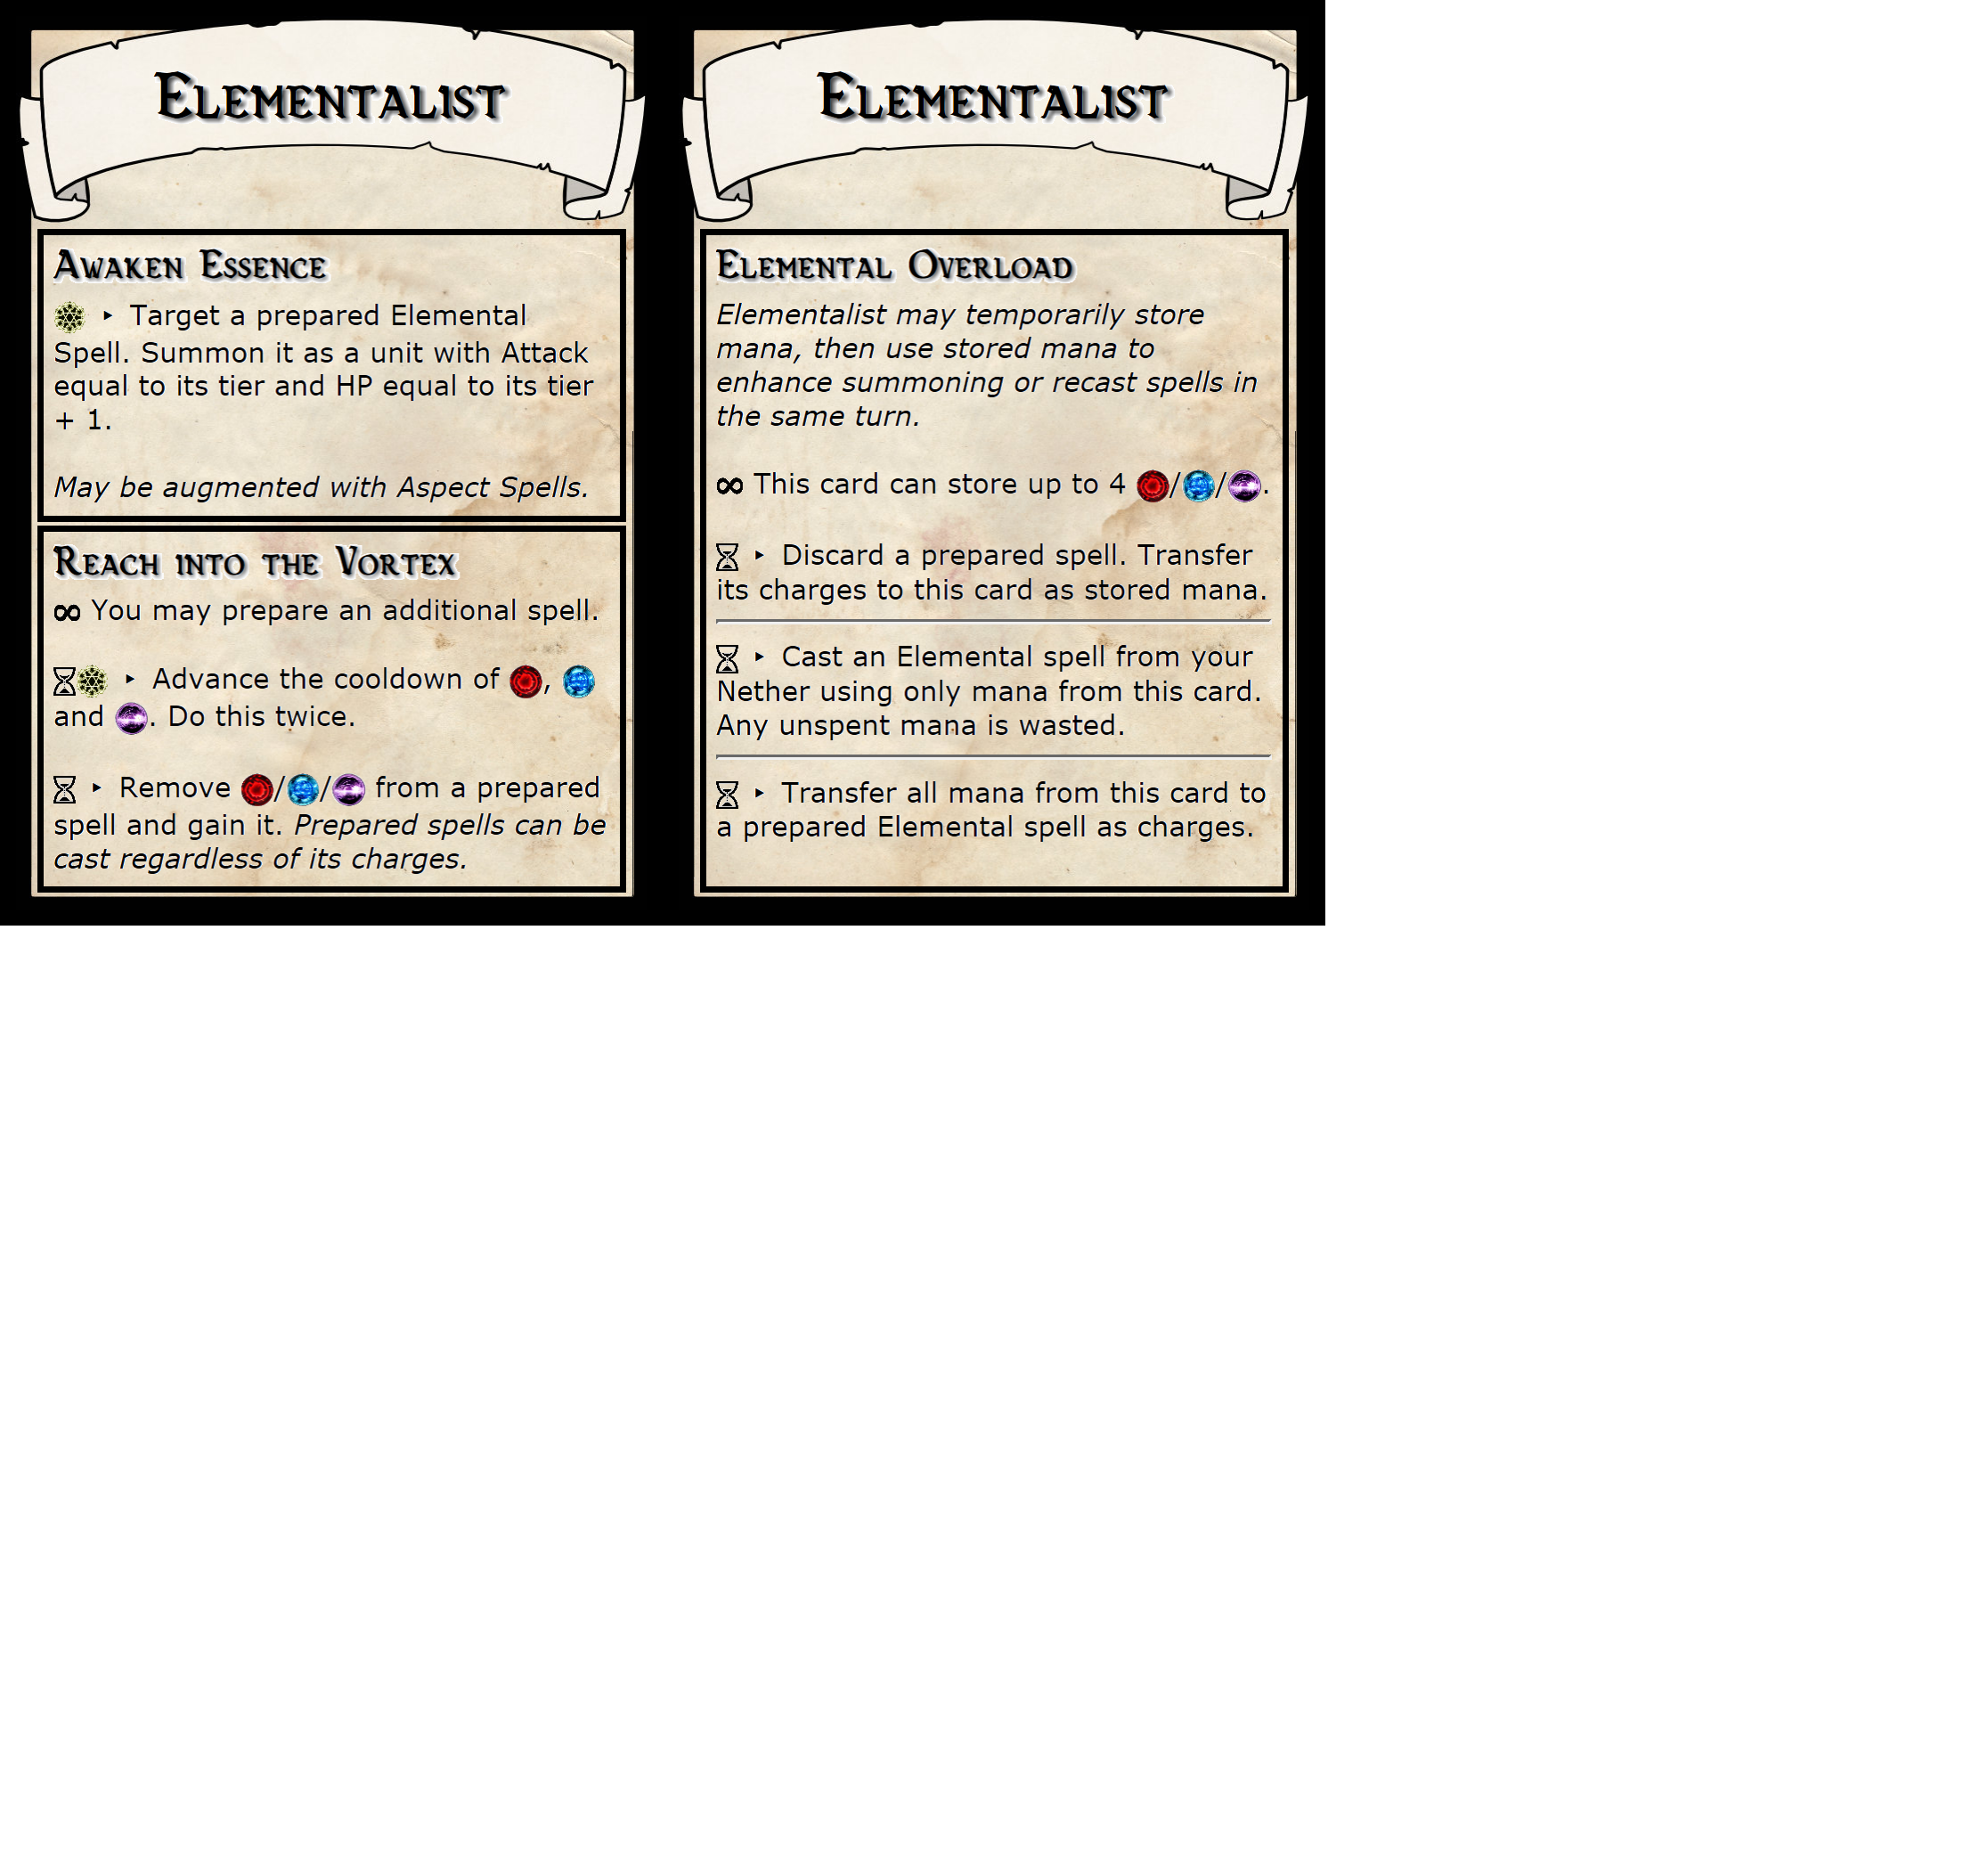 Elementalist
Awaken Essence
‣ Target a prepared Elemental
Spell. Summon it as a unit with Attack
equal to its tier and HP equal to its tier
+ 1.
May be augmented with Aspect Spells.
Reach into the Vortex
∞ You may prepare an additional spell.
‣ Advance the cooldown of , 
and . Do this twice.
‣ Remove / / from a prepared
spell and gain it. Prepared spells can be
cast regardless of its charges.
Elementalist
Elemental Overload
Elementalist may temporarily store
mana, then use stored mana to
enhance summoning or recast spells in
the same turn.
∞ This card can store up to 4 / / .
‣ Discard a prepared spell. Transfer
its charges to this card as stored mana.
‣ Cast an Elemental spell from your
Nether using only mana from this card.
Any unspent mana is wasted.
‣ Transfer all mana from this card to
a prepared Elemental spell as charges.